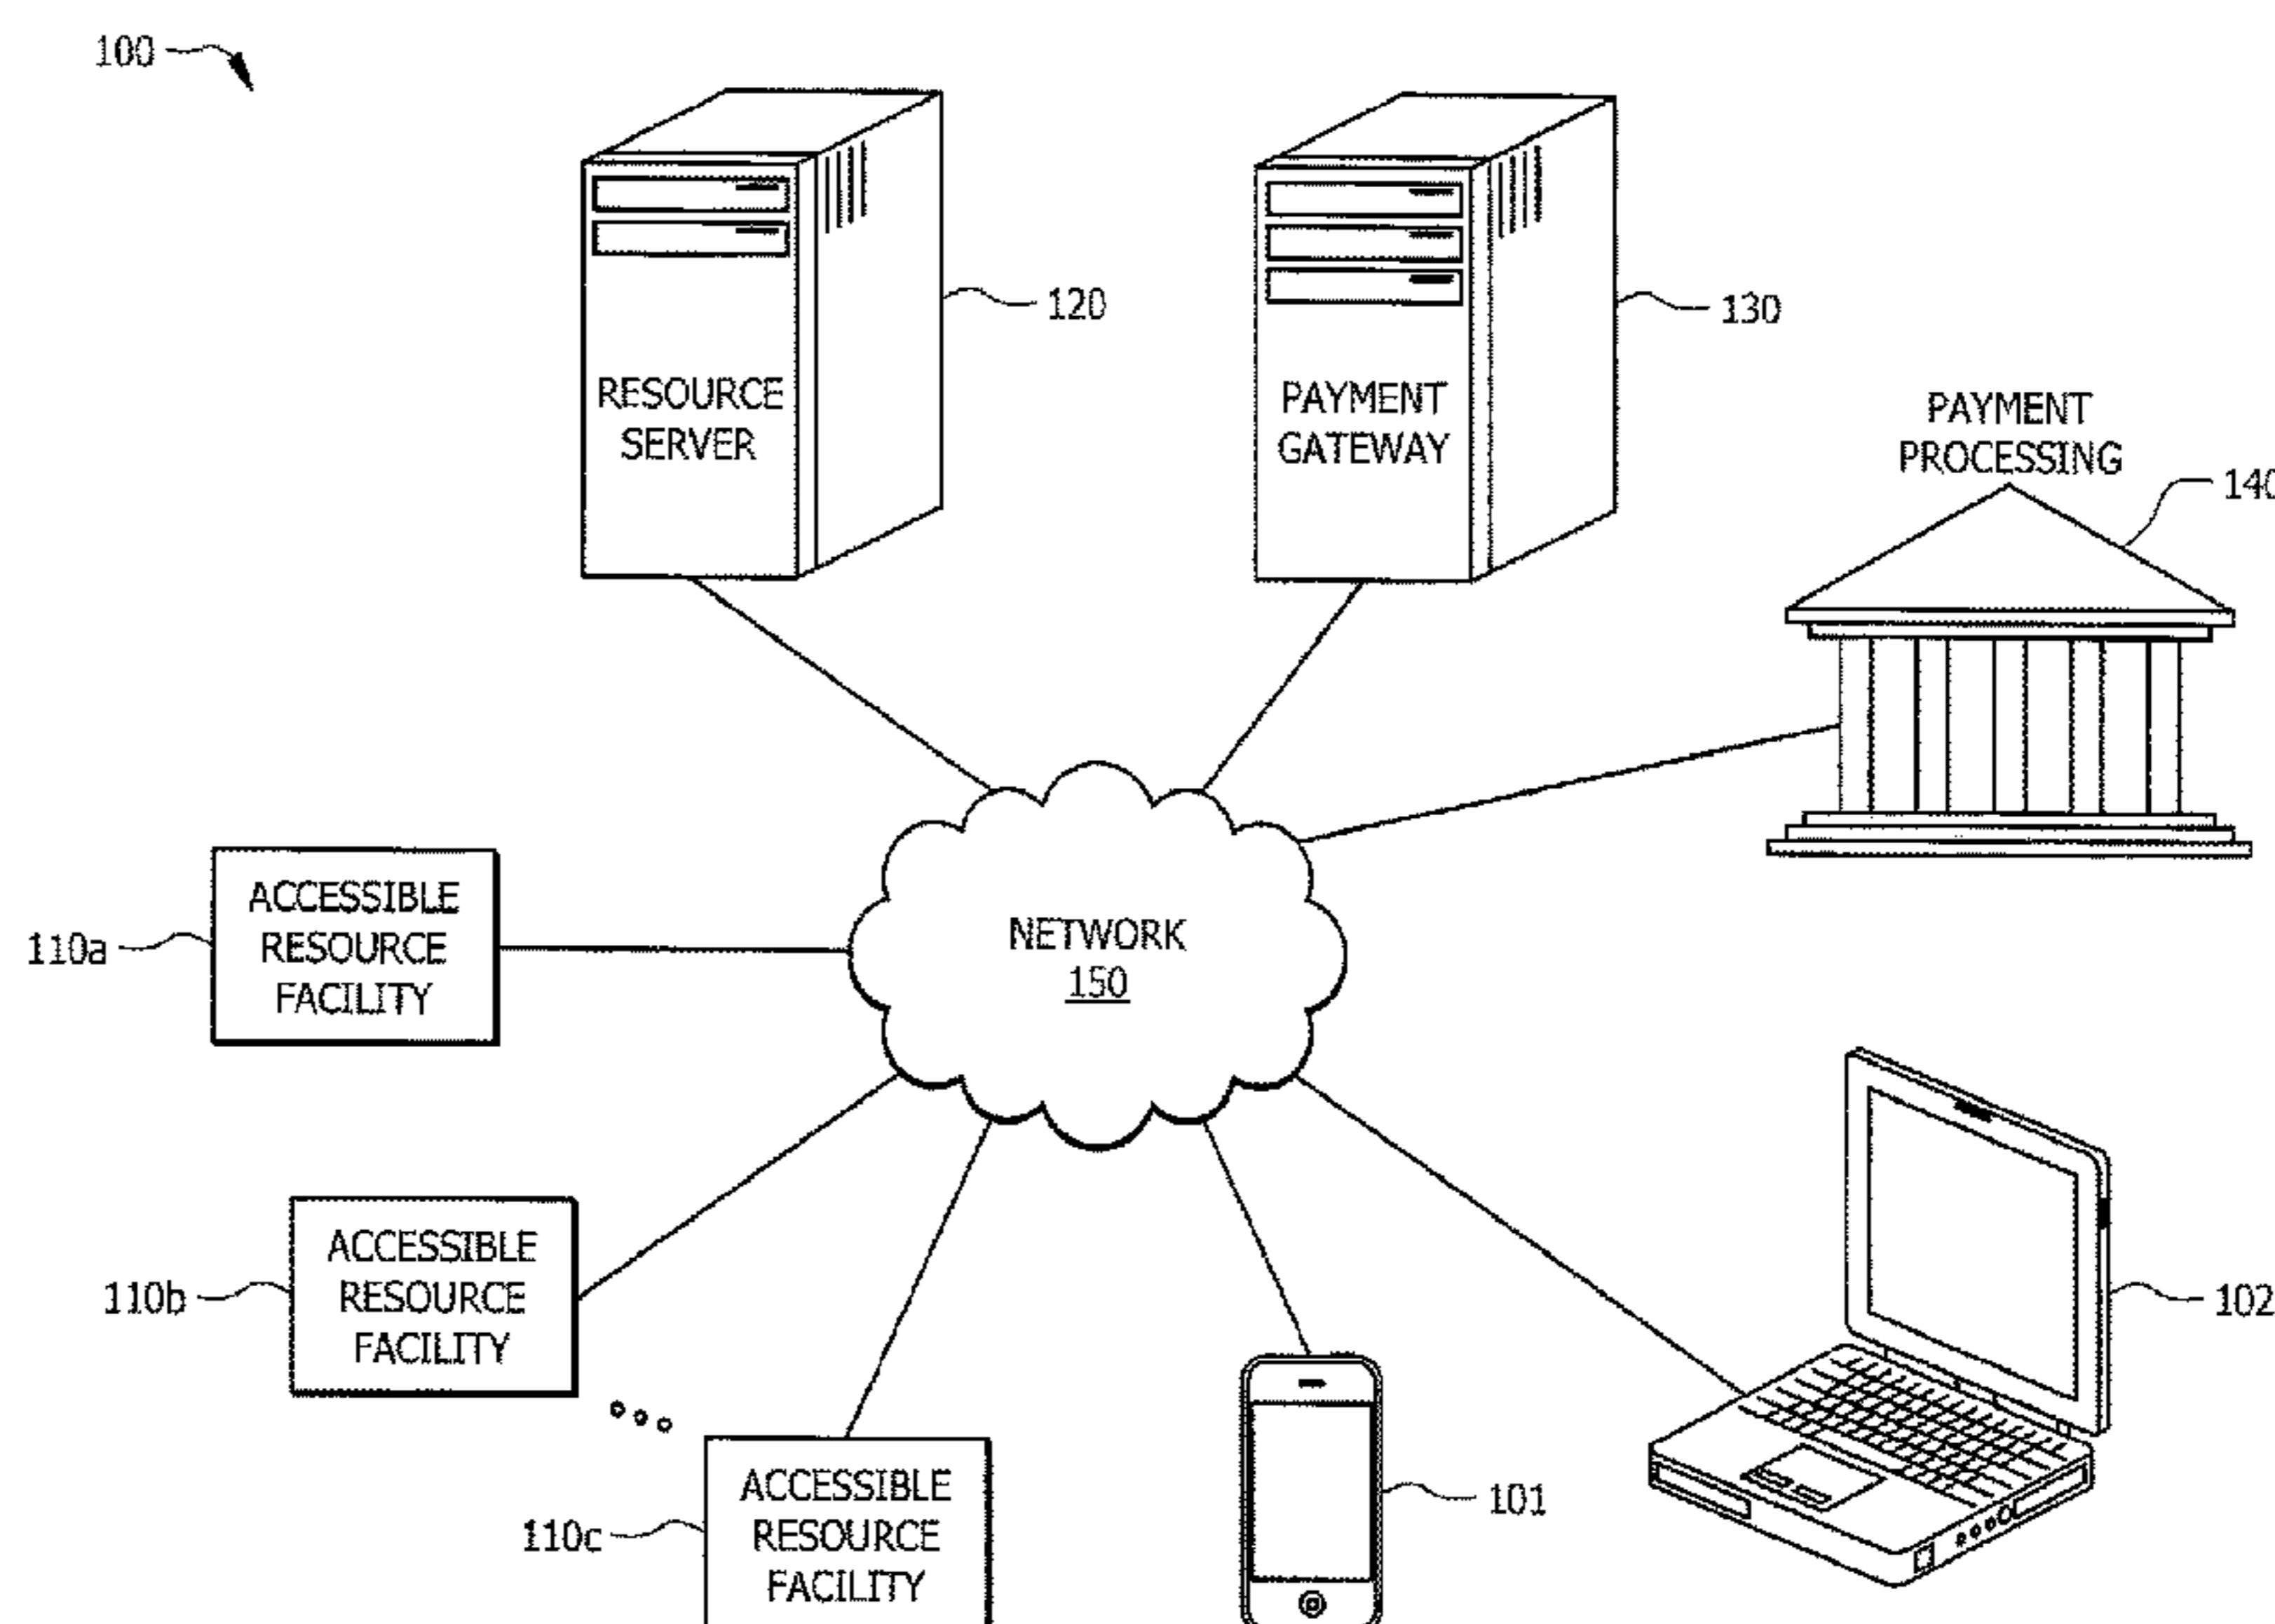 100
120
130
RESOURCE
SERVER
PAYMENT
GATEWAY
PAYMENT
PROCESSING
140
ACCESSIBLE
RESOURCE
FACILITY
110a
NETWORK
150
ACCESSIBLE
RESOURCE
FACILITY
110b
102
ACCESSIBLE
RESOURCE
FACILITY
110c
101